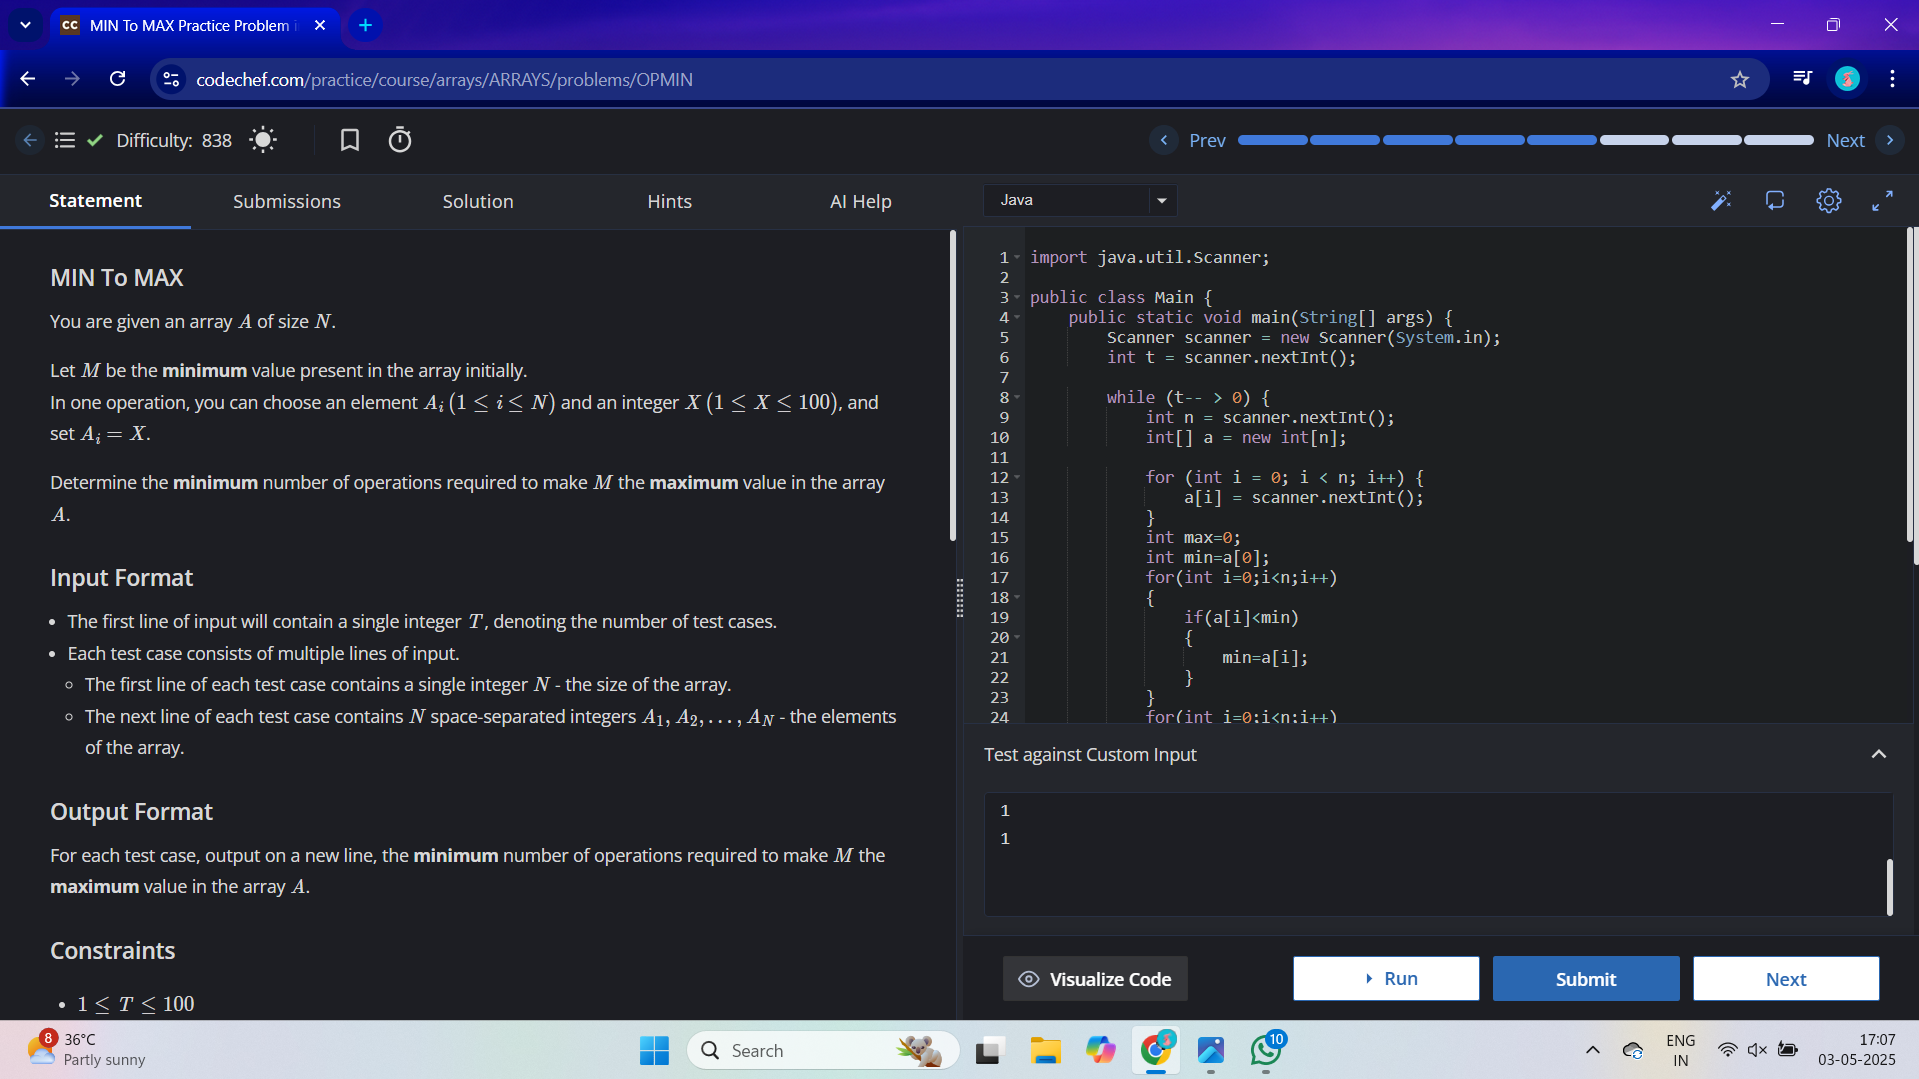 CC MIN To MAX Practice Problem i
codechef.com/practice/course/arrays/ARRAYS/problems/OPMIN
Difficulty: 838
Prev
Next
Statement
Submissions
Solution
Hints
AI Help
MIN To MAX
You are given an array A of size N.
Let M be the minimum value present in the array initially.
In one operation, you can choose an element A_i (1 ≤ i ≤ N) and an integer X (1 ≤ X ≤ 100), and
set A_i = X.
Determine the minimum number of operations required to make M the maximum value in the array
A.
Input Format
• The first line of input will contain a single integer T, denoting the number of test cases.
• Each test case consists of multiple lines of input.
◦ The first line of each test case contains a single integer N - the size of the array.
◦ The next line of each test case contains N space-separated integers A_1, A_2, ..., A_N - the elements
of the array.
Output Format
For each test case, output on a new line, the minimum number of operations required to make M the
maximum value in the array A.
Constraints
• 1 ≤ T ≤ 100
Java
1 import java.util.Scanner;
2
3 public class Main {
4 public static void main(String[] args) {
5 Scanner scanner = new Scanner(System.in);
6 int t = scanner.nextInt();
7
8 while (t-- > 0) {
9 int n = scanner.nextInt();
10 int[] a = new int[n];
11
12 for (int i = 0; i < n; i++) {
13 a[i] = scanner.nextInt();
14 }
15 int max=0;
16 int min=a[0];
17 for(int i=0;i<n;i++)
18 {
19 if(a[i]<min)
20 {
21 min=a[i];
22 }
23 }
24 for(int i=0;i<n;i++)
Test against Custom Input
1
1
Visualize Code
Run
Submit
Next
8
36°C
Partly sunny
Search
10
ENG
IN
17:07
03-05-2025